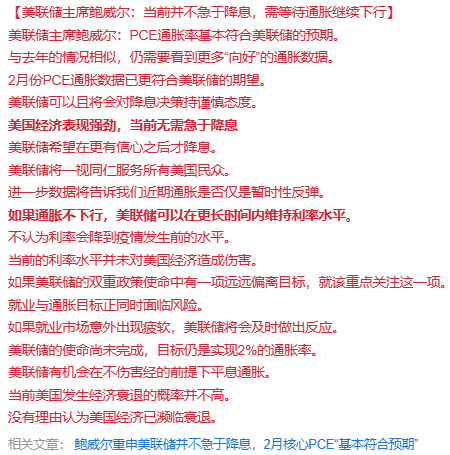 【美联储主席鲍威尔：当前并不急于降息，需等待通胀继续下行】
美联储主席鲍威尔：PCE通胀率基本符合美联储的预期。
与去年的情况相似，仍需要看到更多“向好”的通胀数据。
2月份PCE通胀数据已更符合美联储的期望。
美联储可以且将会对降息决策持谨慎态度。
美国经济表现强劲，当前无需急于降息
美联储希望在更有信心之后才降息。
美联储将一视同仁服务所有美国民众。
进一步数据将告诉我们近期通胀是否仅是暂时性反弹。
如果通胀不下行，美联储可以在更长时间内维持利率水平。
不认为利率会降到疫情发生前的水平。
当前的利率水平并未对美国经济造成伤害。
如果美联储的双重政策使命中有一项远远偏离目标，就该重点关注这一项。
就业与通胀目标正同时面临风险。
如果就业市场意外出现疲软，美联储将会及时做出反应。
美联储的使命尚未完成，目标仍是实现2%的通胀率。
美联储有机会在不伤害经的前提下平息通胀。
当前美国发生经济衰退的概率并不高。
没有理由认为美国经济已濒临衰退。
相关文章： 鲍威尔重申美联储并不急于降息，2月核心PCE“基本符合预期”